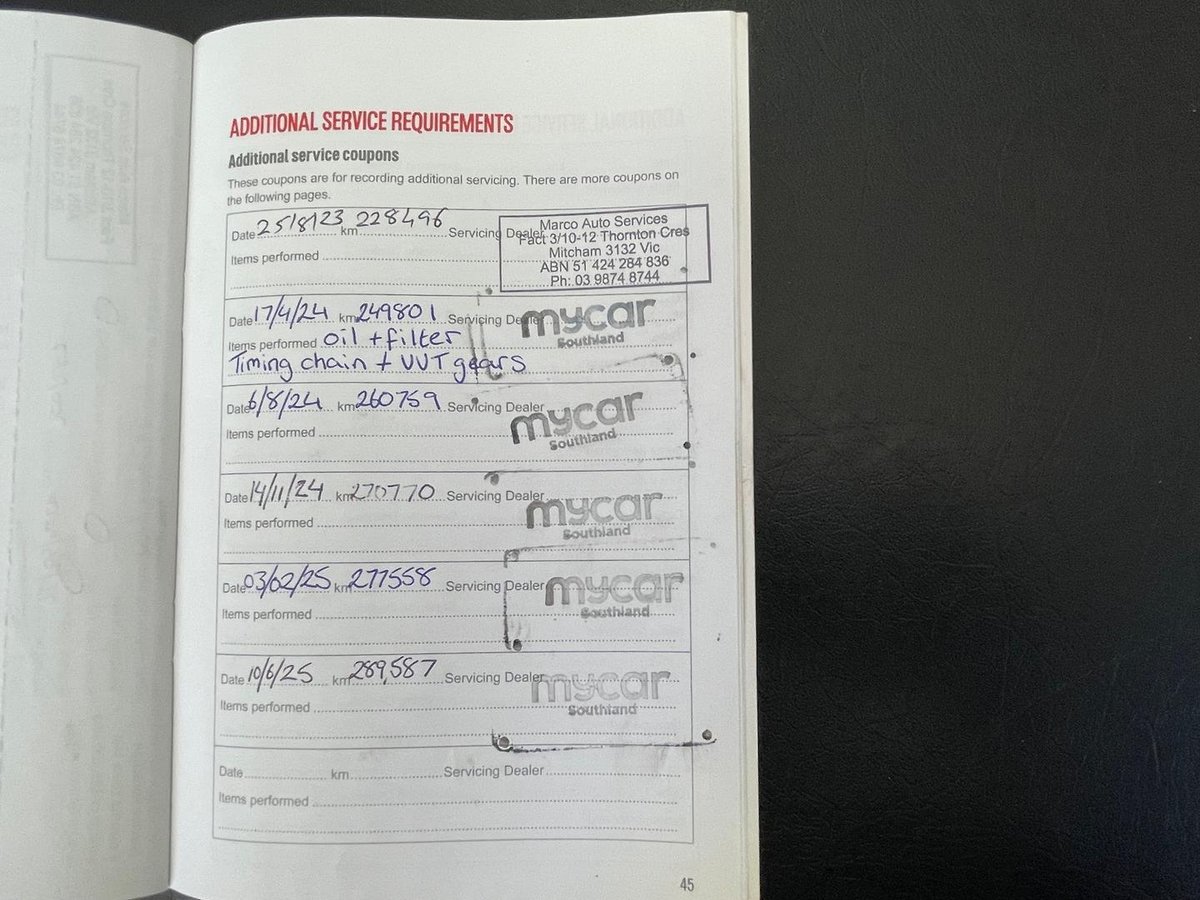 ADDITIONAL SERVICE REQUIREMENTS
Additional service coupons
These coupons are for recording additional servicing. There are more coupons on
the following pages.
Date 25/8/23 km 228496 Servicing Dealer
Marco Auto Services
Fact 3/10-12 Thornton Cres
Mitcham 3132 Vic
ABN 51 424 284 836
Ph: 03 9874 8744
Items performed
Date 17/4/24 km 249801 Servicing Dealer mycar
Southland
Items performed oil + filter
Timing chain + VVT gears
Date 6/8/24 km 260759 Servicing Dealer mycar
Southland
Items performed
Date 14/11/24 km 270770 Servicing Dealer mycar
Southland
Items performed
Date 03/02/25 km 277558 Servicing Dealer mycar
Southland
Items performed
Date 10/6/25 km 289,587 Servicing Dealer mycar
Southland
Items performed
Date km Servicing Dealer
Items performed
45